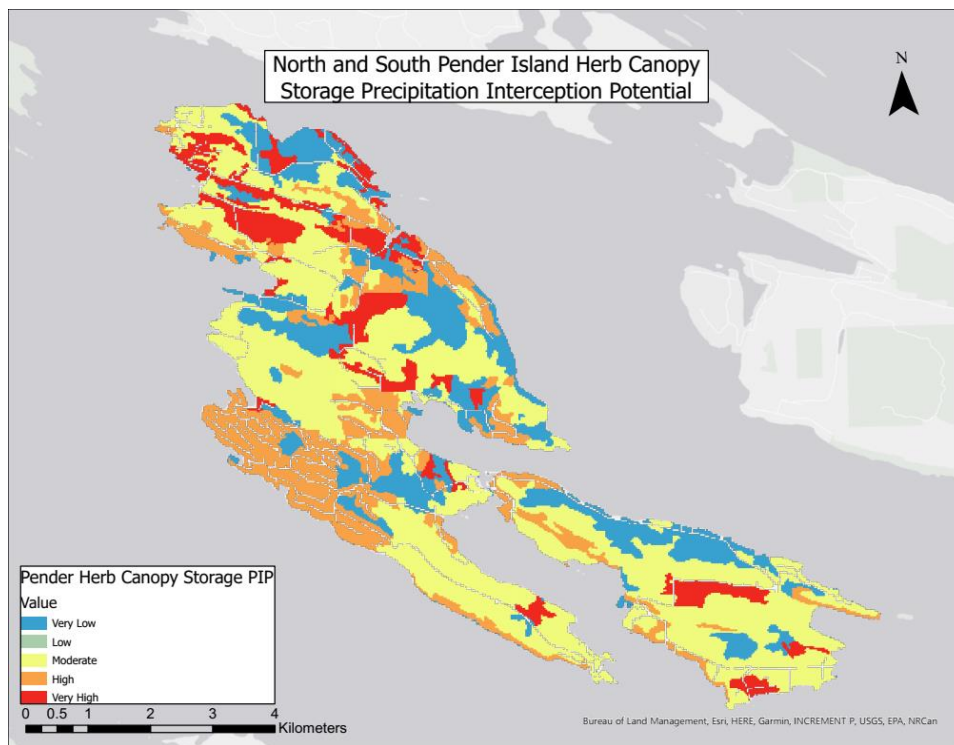 North and South Pender Island Herb Canopy
Storage Precipitation Interception Potential
N
Pender Herb Canopy Storage PIP
Value
Very Low
Low
Moderate
High
Very High
0 0.5 1 2 3 4
Kilometers
Bureau of Land Management, Esri, HERE, Garmin, INCREMENT P, USGS, EPA, NRCan